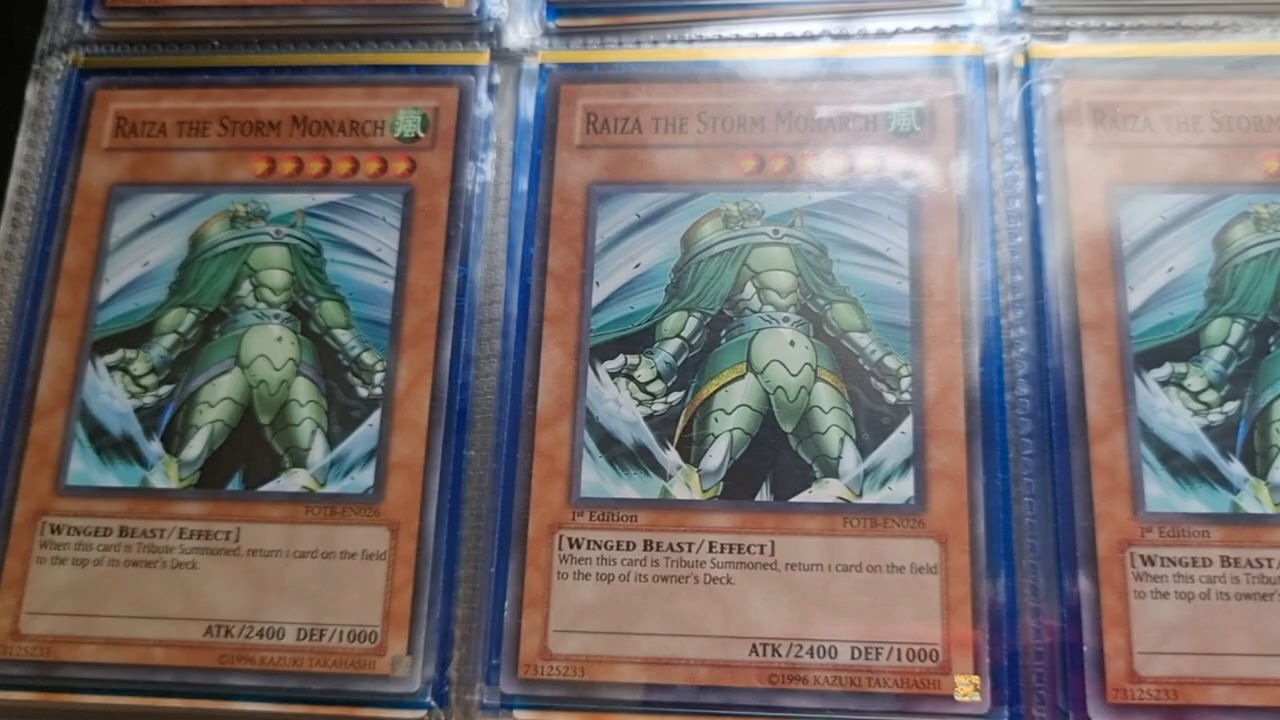 RAIZA THE STORM MONARCH 風
FOTB-EN026
[WINGED BEAST/EFFECT]
When this card is Tribute Summoned, return 1 card on the field
to the top of its owner's Deck.
ATK/2400 DEF/1000
73125233
©1996 KAZUKI TAKAHASHI
RAIZA THE STORM MONARCH 風
1st Edition FOTB-EN026
[WINGED BEAST/EFFECT]
When this card is Tribute Summoned, return 1 card on the field
to the top of its owner's Deck.
ATK/2400 DEF/1000
73125233
©1996 KAZUKI TAKAHASHI
RAIZA THE STORM
1st Edition
[WINGED BEAST/
When this card is Tribu
to the top of its owner's
73125233